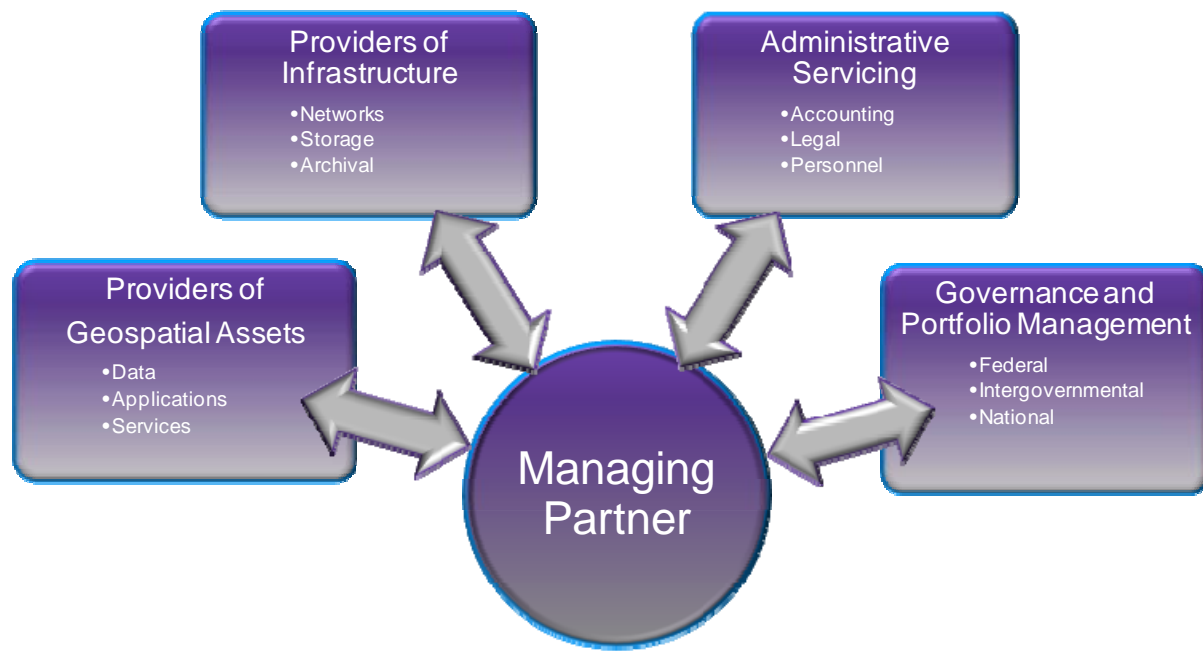 Providers of
Infrastructure
•Networks
•Storage
•Archival
Administrative
Servicing
•Accounting
•Legal
•Personnel
Providers of
Geospatial Assets
•Data
•Applications
•Services
Governance and
Portfolio Management
•Federal
•Intergovernmental
•National
Managing
Partner